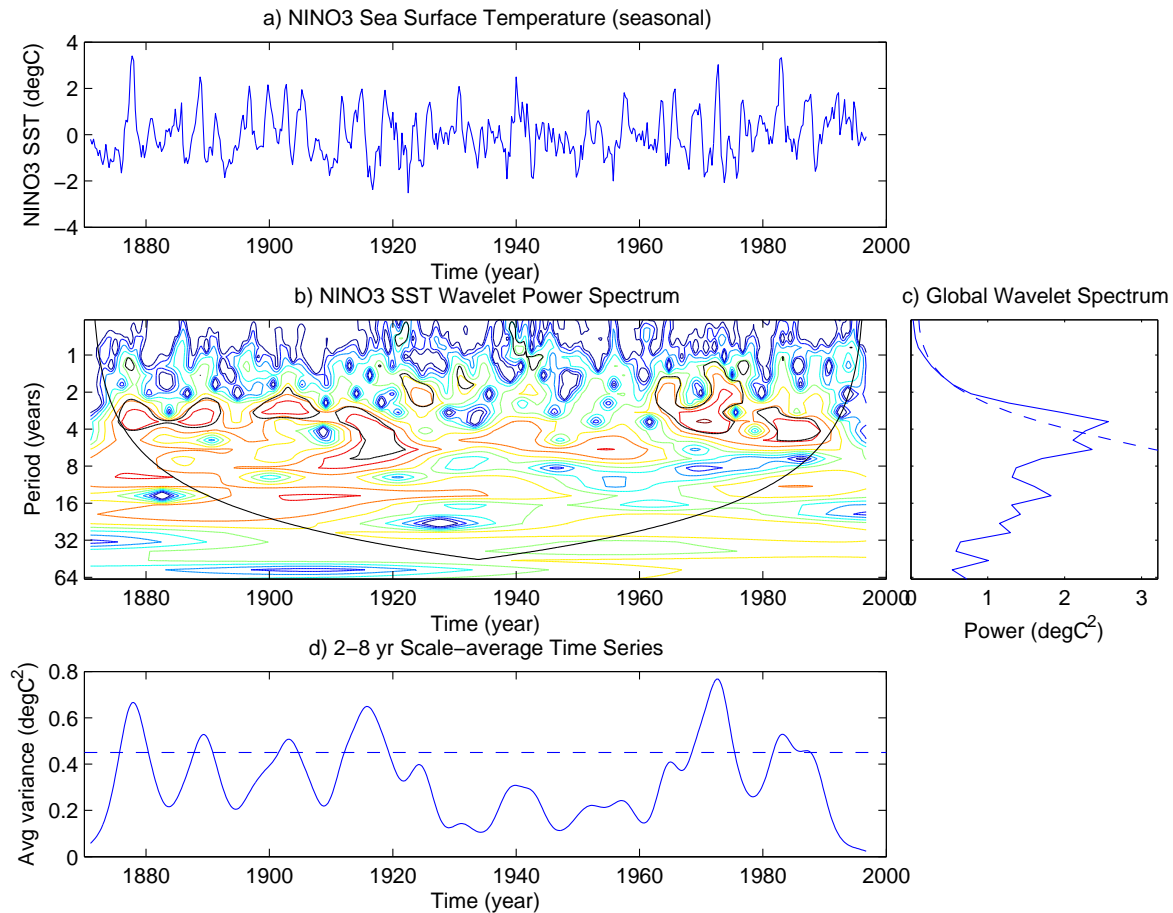 a) NINO3 Sea Surface Temperature (seasonal)
4
2
0
−2
−4
NINO3 SST (degC)
1880 1900 1920 1940 1960 1980 2000
Time (year)
b) NINO3 SST Wavelet Power Spectrum
1
2
4
8
16
32
64
Period (years)
1880 1900 1920 1940 1960 1980 2000
Time (year)
c) Global Wavelet Spectrum
0 1 2 3
Power (degC²)
d) 2−8 yr Scale−average Time Series
0.8
0.6
0.4
0.2
0
Avg variance (degC²)
1880 1900 1920 1940 1960 1980 2000
Time (year)